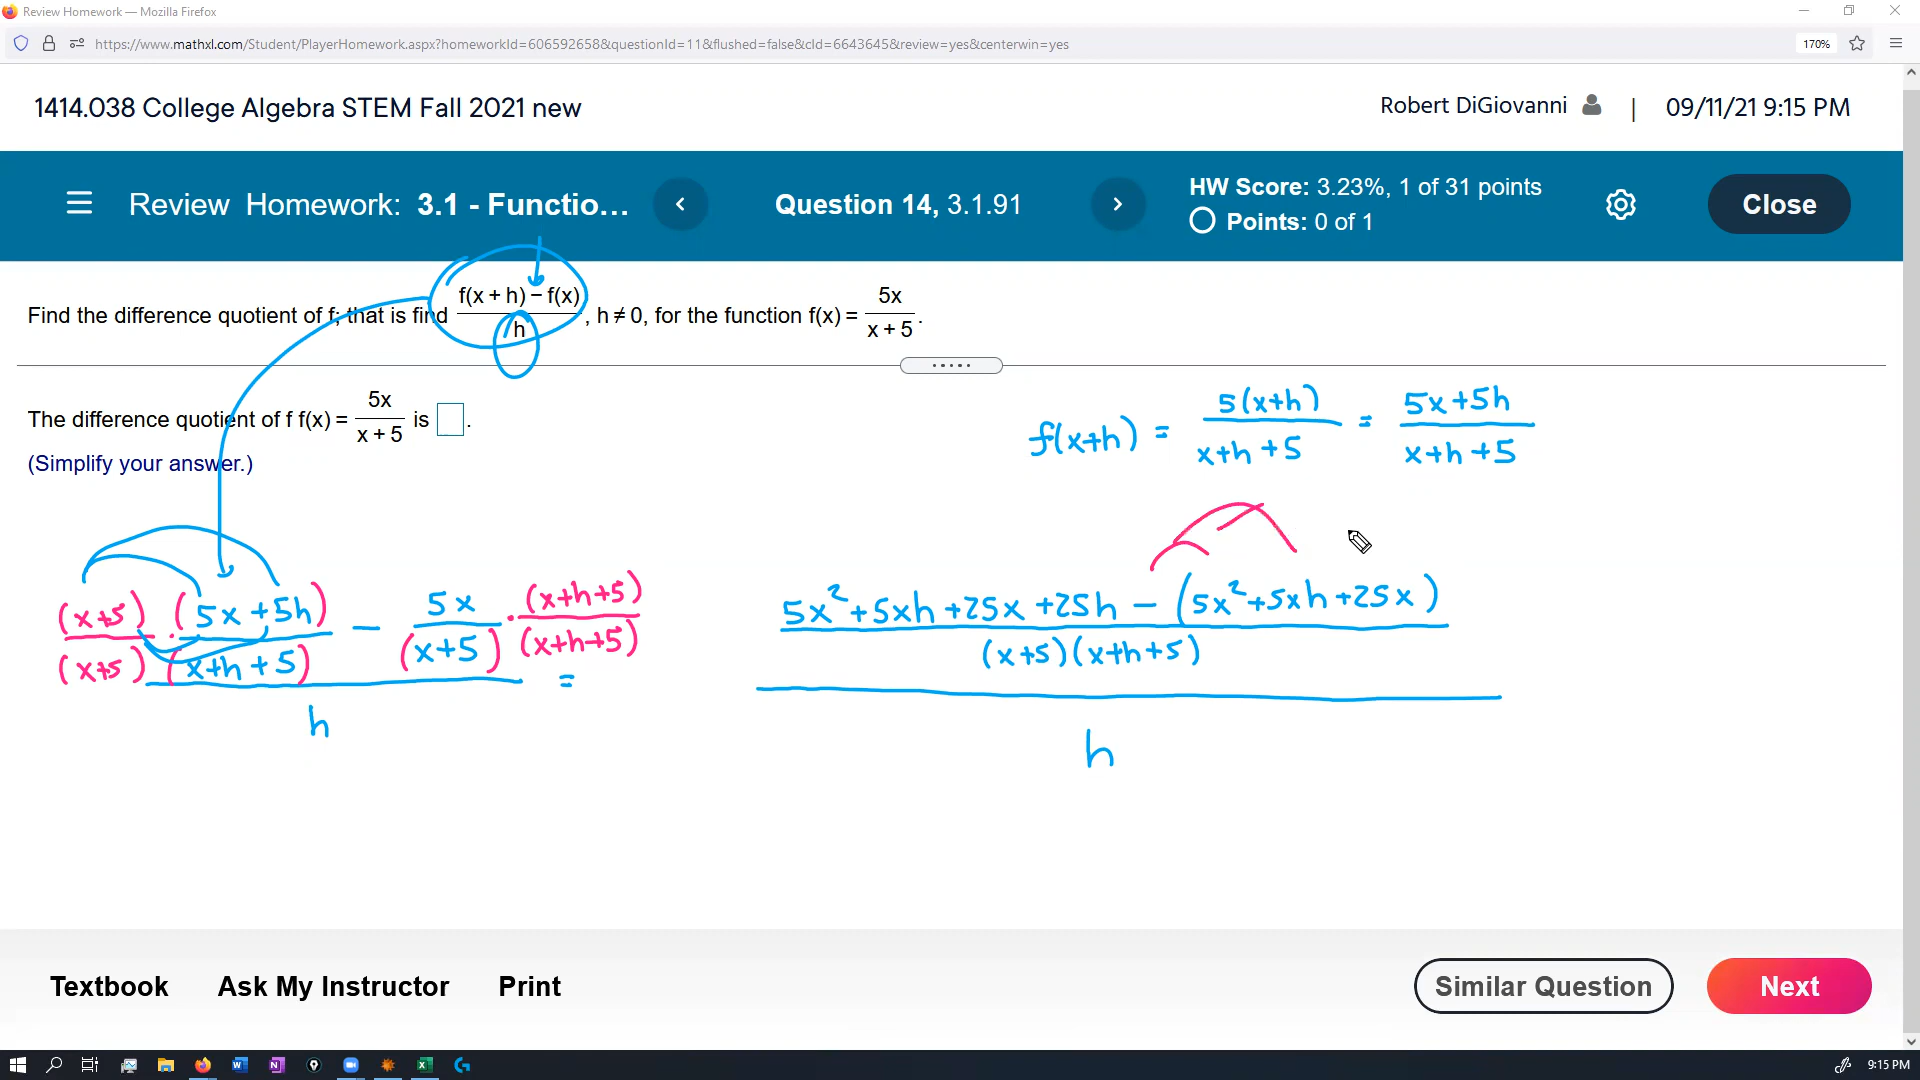 Review Homework — Mozilla Firefox
https://www.mathxl.com/Student/PlayerHomework.aspx?homeworkId=606592658&questionId=11&flushed=false&cId=6643645&review=yes&centerwin=yes
170%
1414.038 College Algebra STEM Fall 2021 new
Robert DiGiovanni | 09/11/21 9:15 PM
Review Homework: 3.1 - Functio...
Question 14, 3.1.91
HW Score: 3.23%, 1 of 31 points
Points: 0 of 1
Close
Find the difference quotient of f; that is find (f(x + h) − f(x))/h, h ≠ 0, for the function f(x) = 5x/(x + 5).
The difference quotient of f f(x) = 5x/(x + 5) is .
(Simplify your answer.)
f(x+h) = 5(x+h)/(x+h+5) = (5x+5h)/(x+h+5)
(x+5) · (5x+5h) − 5x · (x+h+5)
(x+5) (x+h+5) (x+5) (x+h+5) =
h
5x²+5xh+25x+25h − (5x²+5xh+25x)
(x+5)(x+h+5)
h
Textbook Ask My Instructor Print
Similar Question Next
9:15 PM